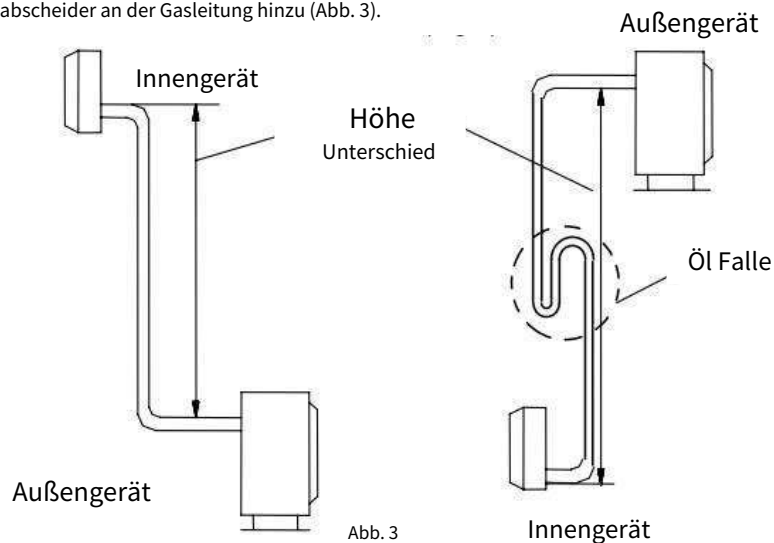 abscheider an der Gasleitung hinzu (Abb. 3).
Außengerät
Innengerät
Höhe
Unterschied
Öl Falle
Außengerät
Abb. 3
Innengerät